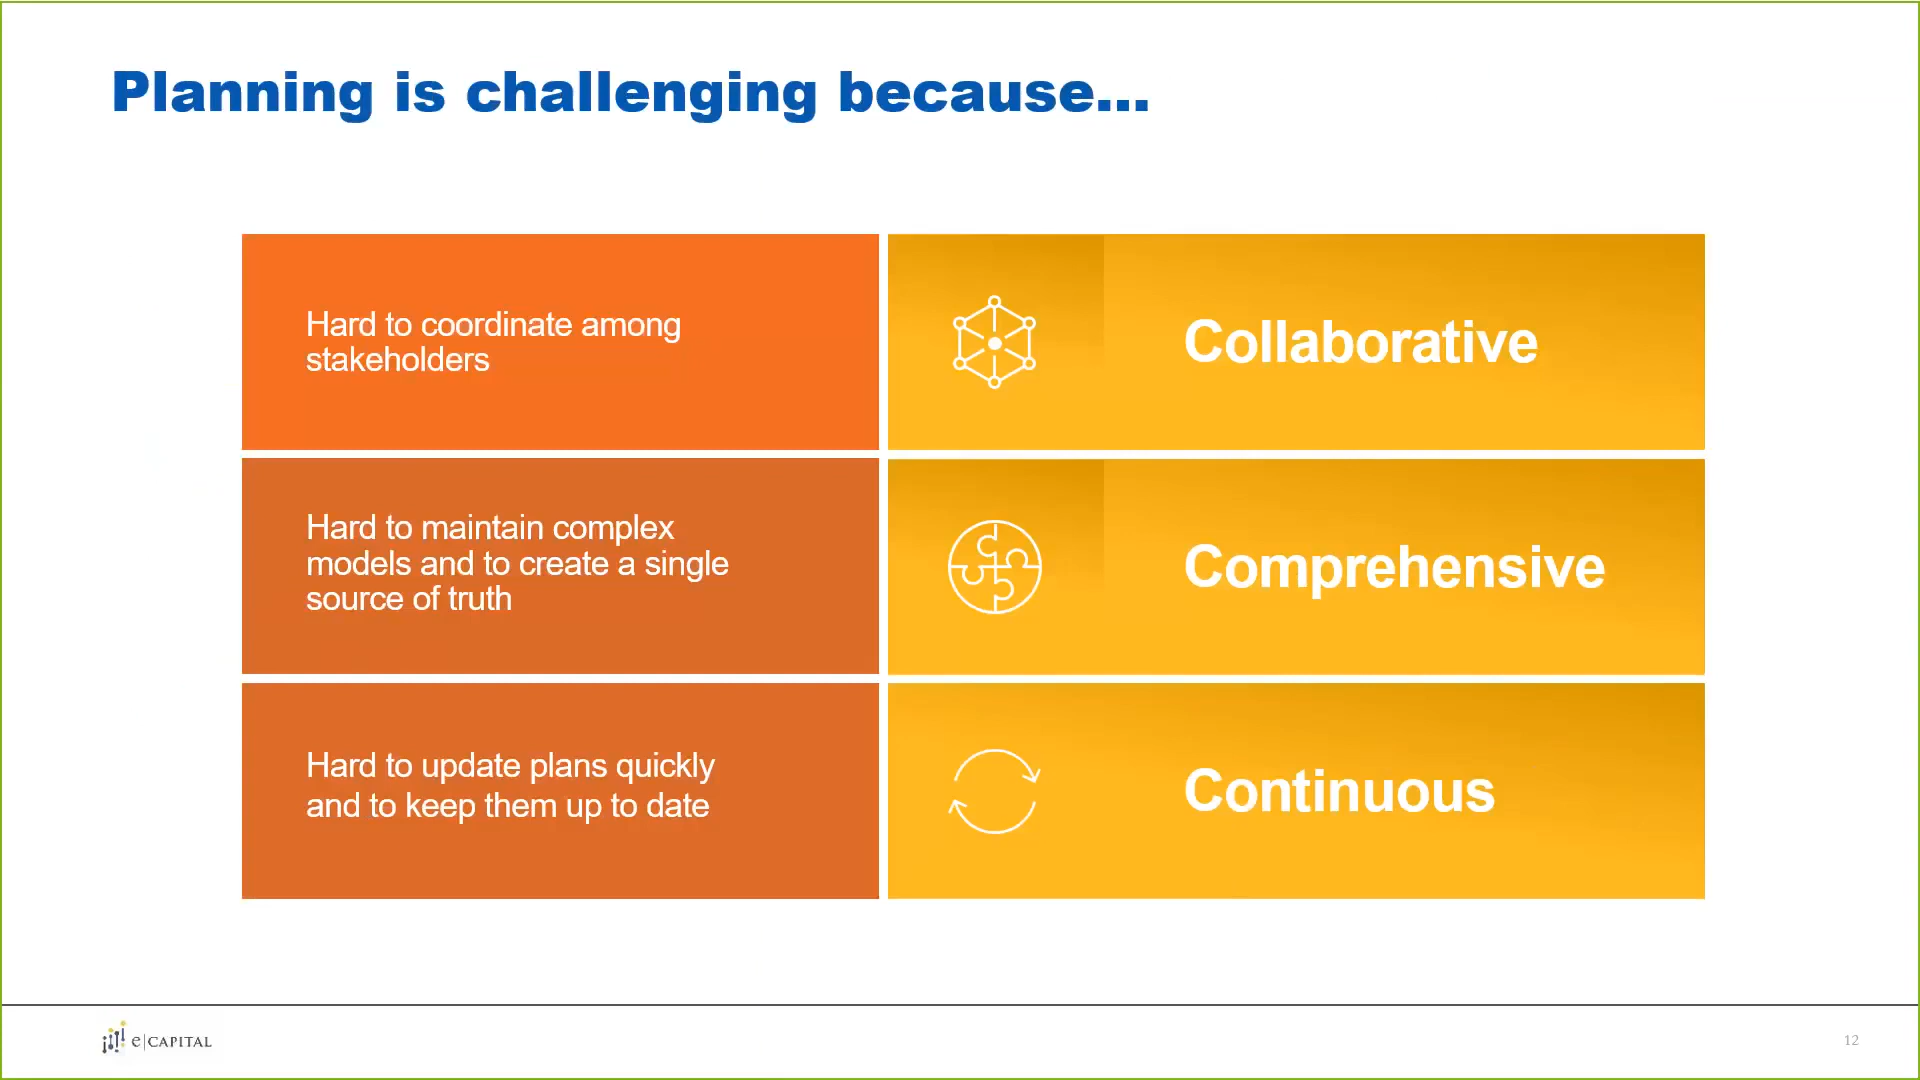 Planning is challenging because...
Hard to coordinate among
stakeholders
Collaborative
Hard to maintain complex
models and to create a single
source of truth
Comprehensive
Hard to update plans quickly
and to keep them up to date
Continuous
e|CAPITAL
12